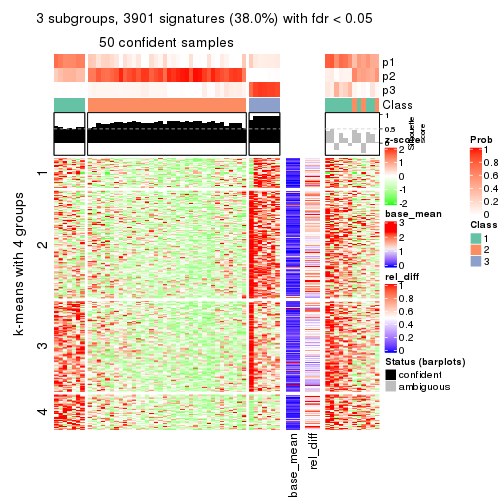 3 subgroups, 3901 signatures (38.0%) with fdr < 0.05
50 confident samples
p1
p2
p3
Class
1
0.5
0
Silhouette
score
k-means with 4 groups
1
2
3
4
base_mean
rel_diff
z-score
2
1
0
-1
-2
base_mean
3
2
1
0
rel_diff
1
0.8
0.6
0.4
0.2
0
Status (barplots)
confident
ambiguous
Prob
1
0.8
0.6
0.4
0.2
0
Class
1
2
3